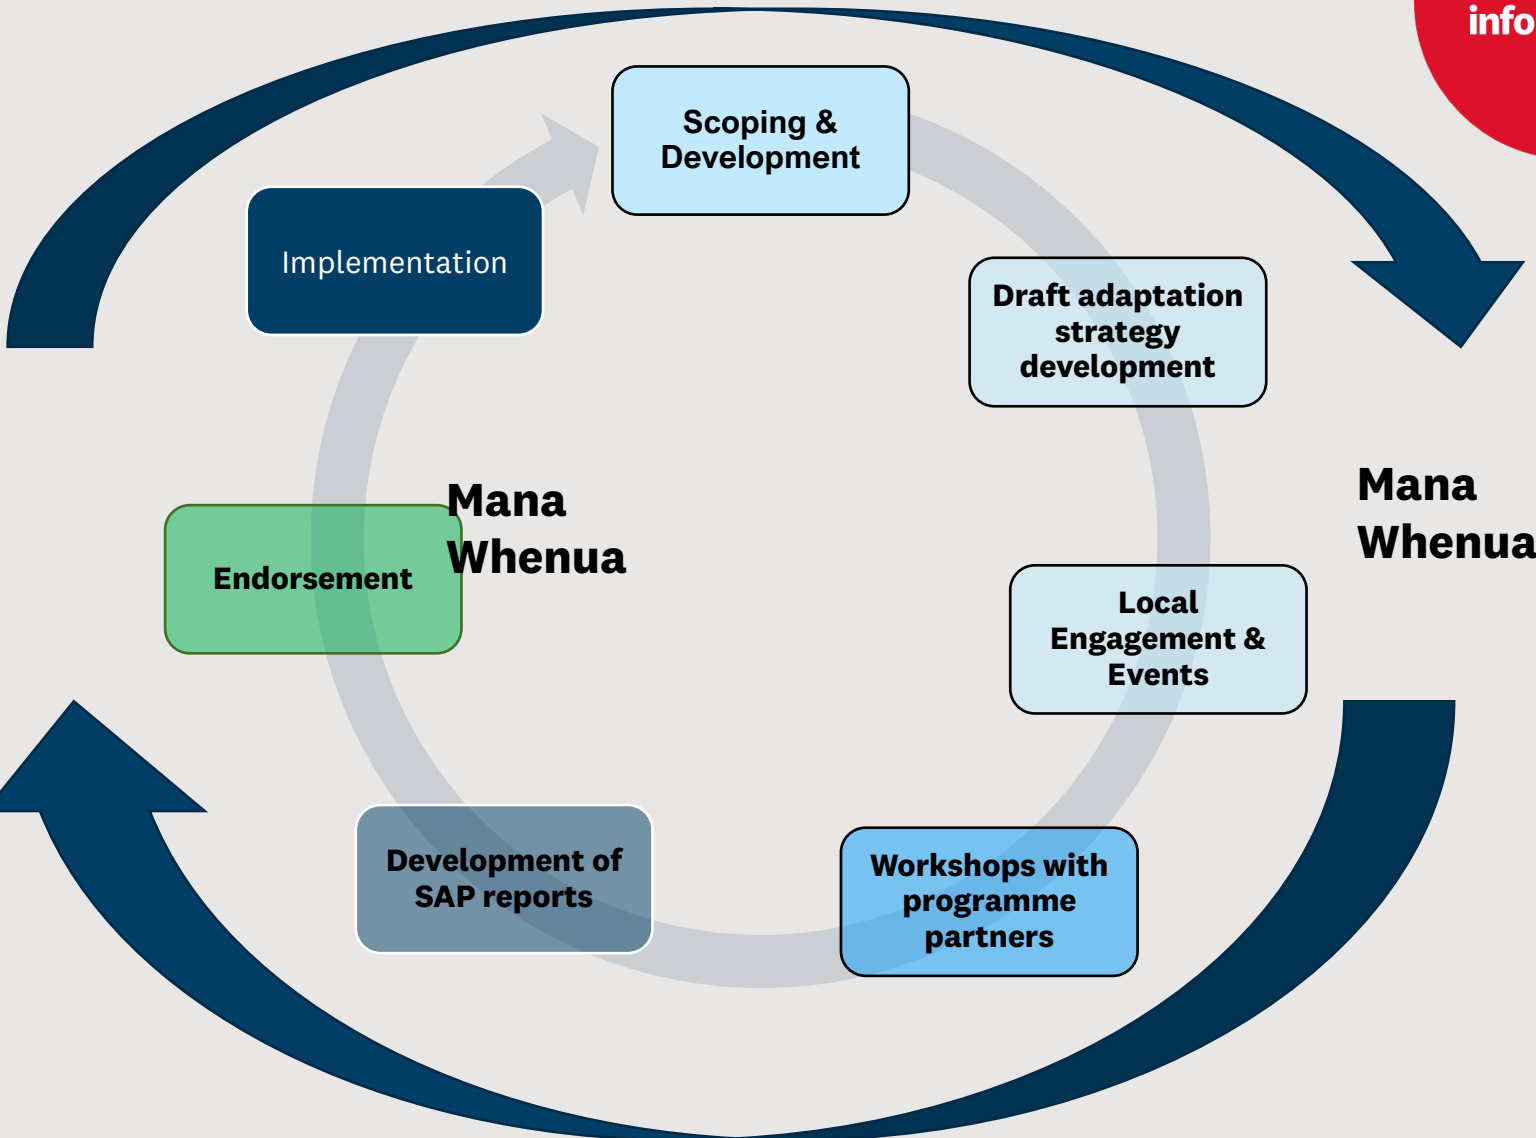 info
Scoping &
Development
Implementation
Draft adaptation
strategy
development
Mana
Whenua
Mana
Whenua
Endorsement
Local
Engagement &
Events
Development of
SAP reports
Workshops with
programme
partners